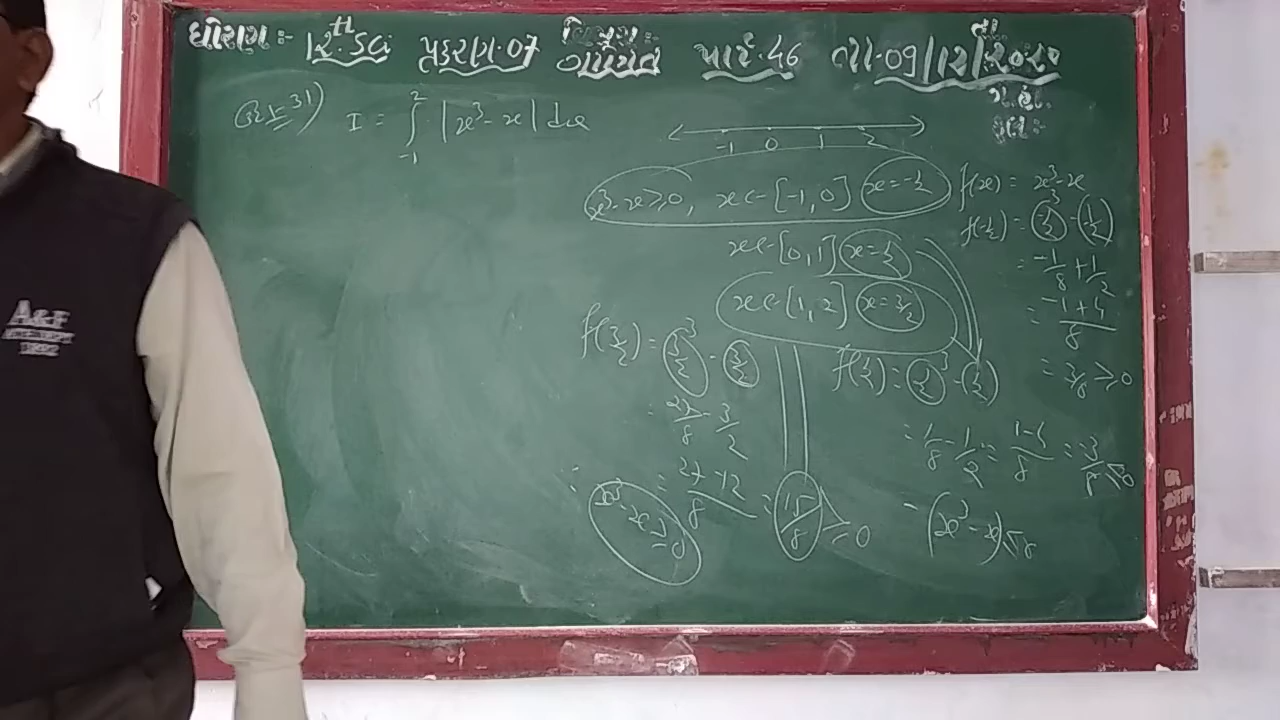 ધોરણ:- 12th Sci પ્રકરણ-07 વિષય:- ગણિત પાર્ટ-46 તા-09/12/2020
I = ∫₋₁² |x³ - x| dx
-1 0 1 2
x³ - x ≥ 0, x ∈ [-1, 0] x = -1/2
x ∈ [0, 1] x = 1/2
x ∈ [1, 2] x = 3/2
f(x) = x³ - x
f(-1/2) = (-1/2)³ - (-1/2)
= -1/8 + 1/2
= -1 + 4/8
= 3/8 ≥ 0
f(3/2) = (3/2)³ - (3/2)
= 27/8 - 3/2
= 27 - 12/8 = 15/8 ≥ 0
∴ x³ - x ≥ 0
f(1/2) = (1/2)³ - (1/2)
= 1/8 - 1/2 = 1 - 4/8 = -3/8 ≤ 0
A&F
1892